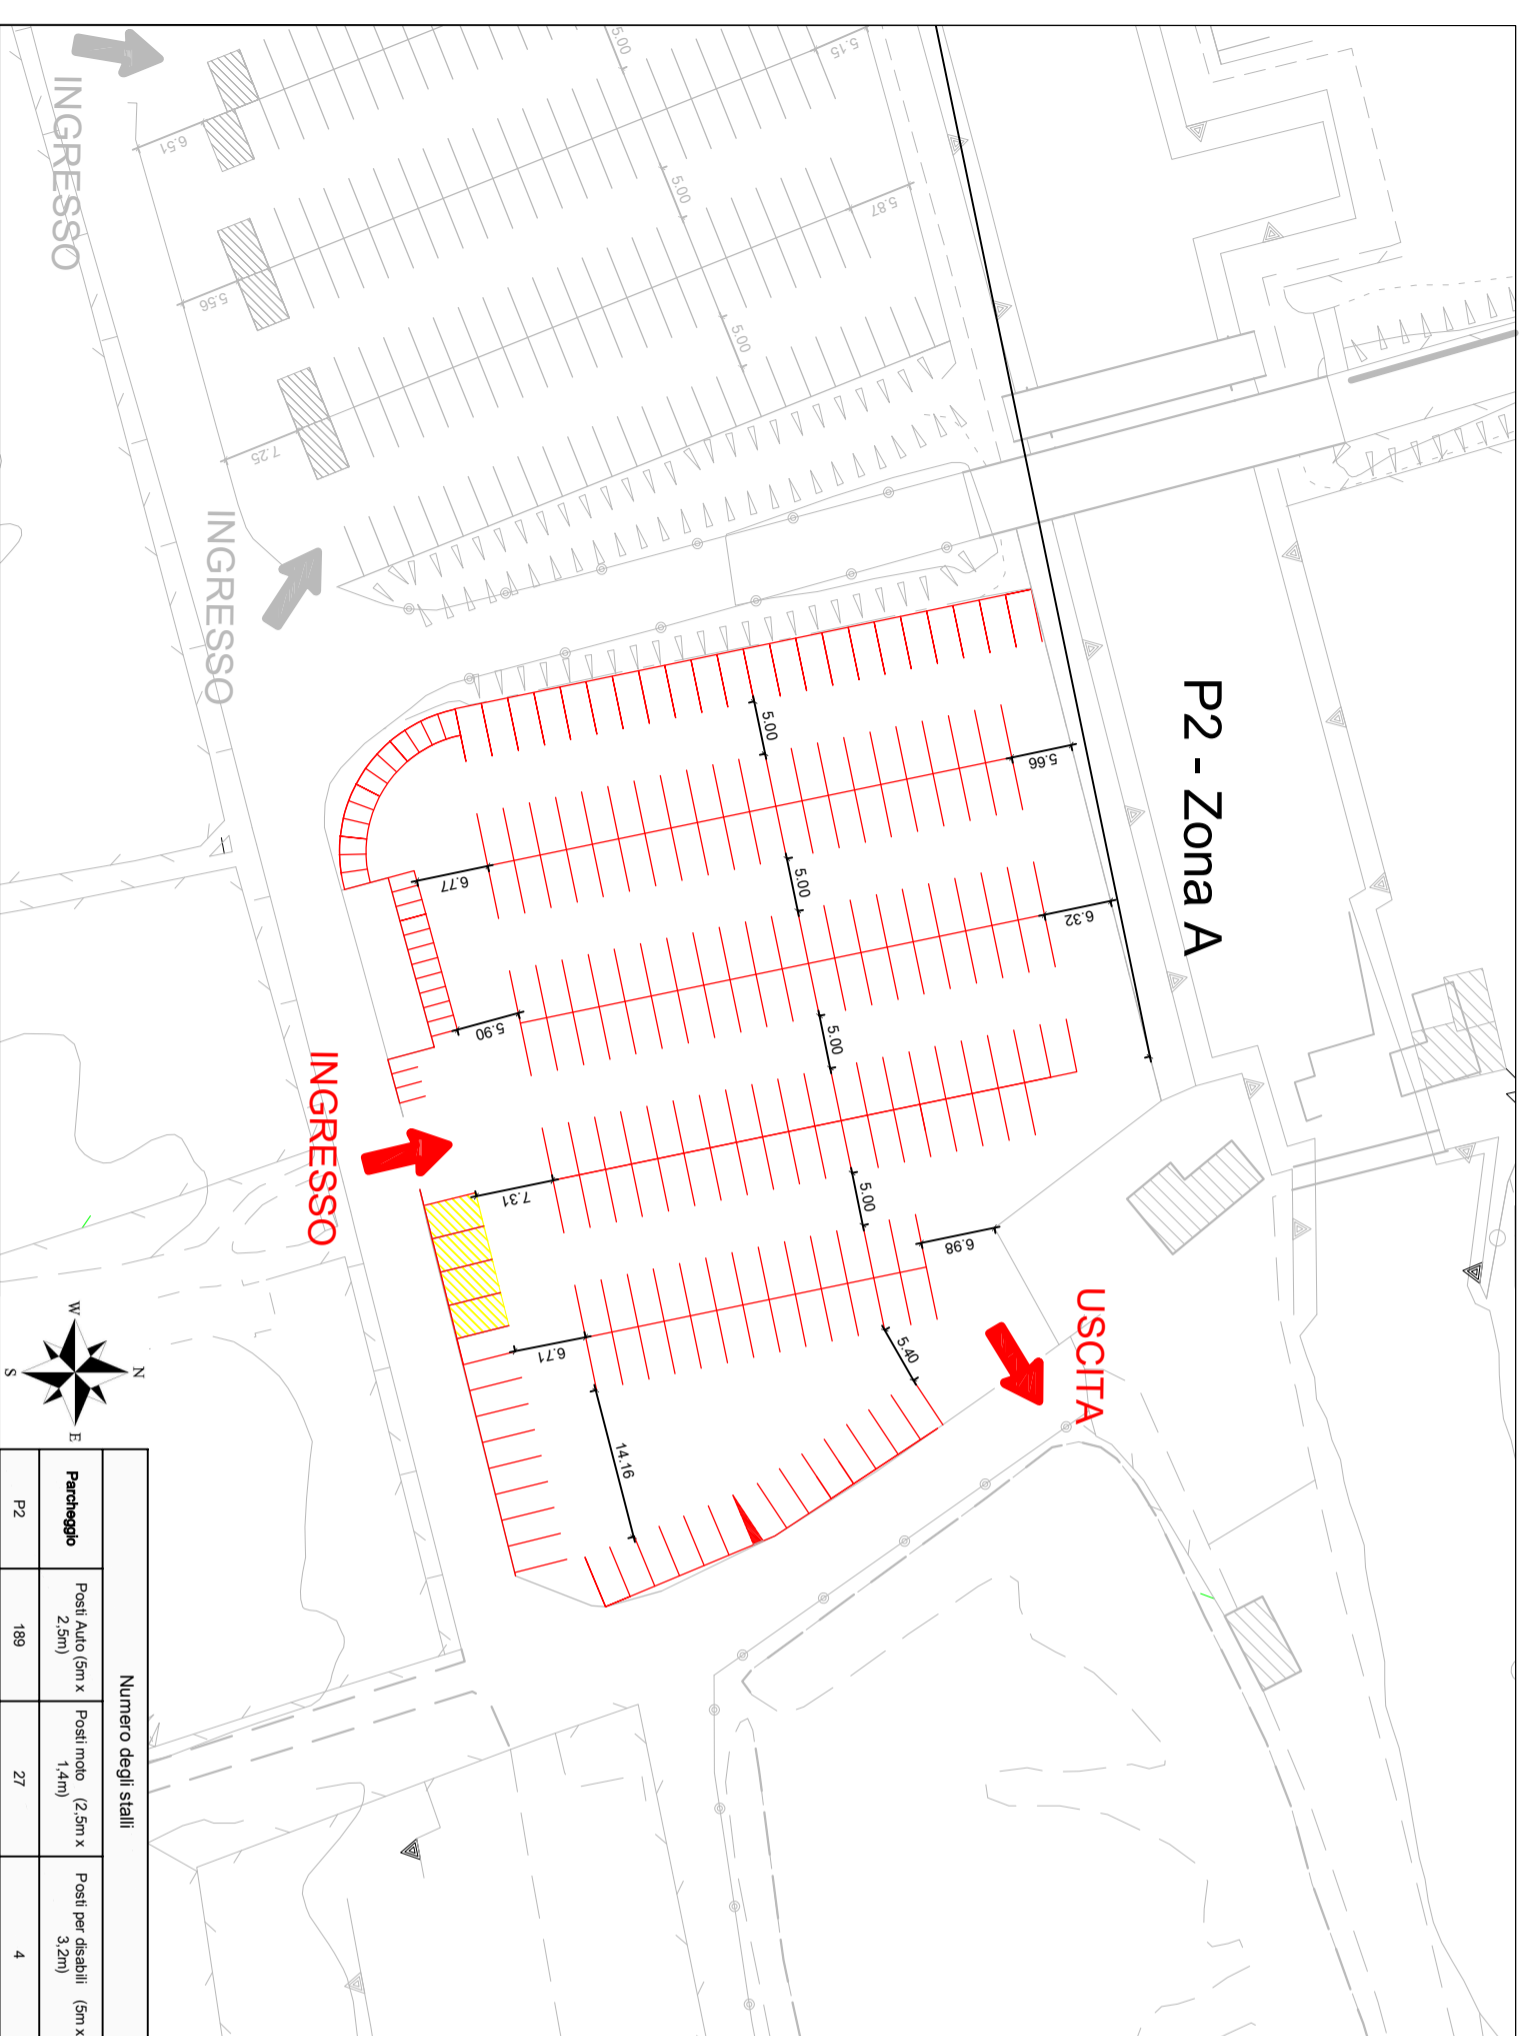 P2 - Zona A
USCITA
INGRESSO
INGRESSO
INGRESSO
5.00
5.15
6.51
5.00
5.87
5.56
5.00
7.25
5.00
5.66
6.77
5.00
6.32
5.90
5.00
7.31
5.00
6.98
6.71
5.40
14.16
N
W
E
S
Numero degli stalli
Parcheggio
Posti Auto (5m x
2,5m)
Posti moto (2,5m x
1,4m)
Posti per disabili (5m x
3,2m)
P2
189
27
4